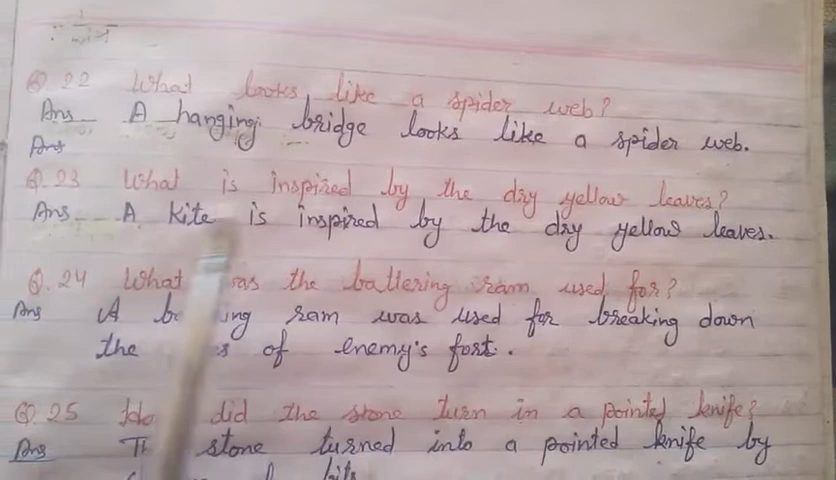 Q.22 What looks like a spider web?
Ans A hanging bridge looks like a spider web.
Ans
Q.23 What is inspired by the dry yellow leaves?
Ans A kite is inspired by the dry yellow leaves.
Q.24 What the battering ram used for?
Ans A ram was used for breaking down
the of enemy's fort.
Q.25 did the stone turn in a pointed knife?
Ans stone turned into a pointed knife by